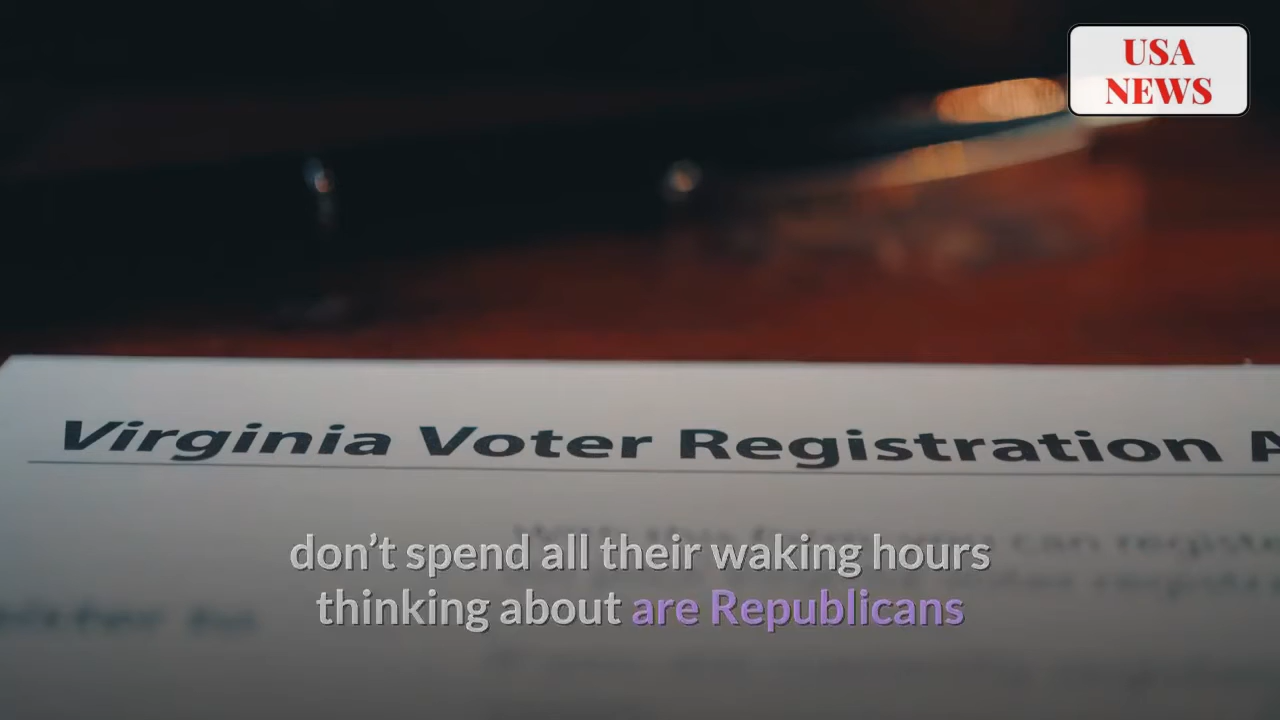 USA
NEWS
Virginia Voter Registration A
don't spend all their waking hours
thinking about are Republicans